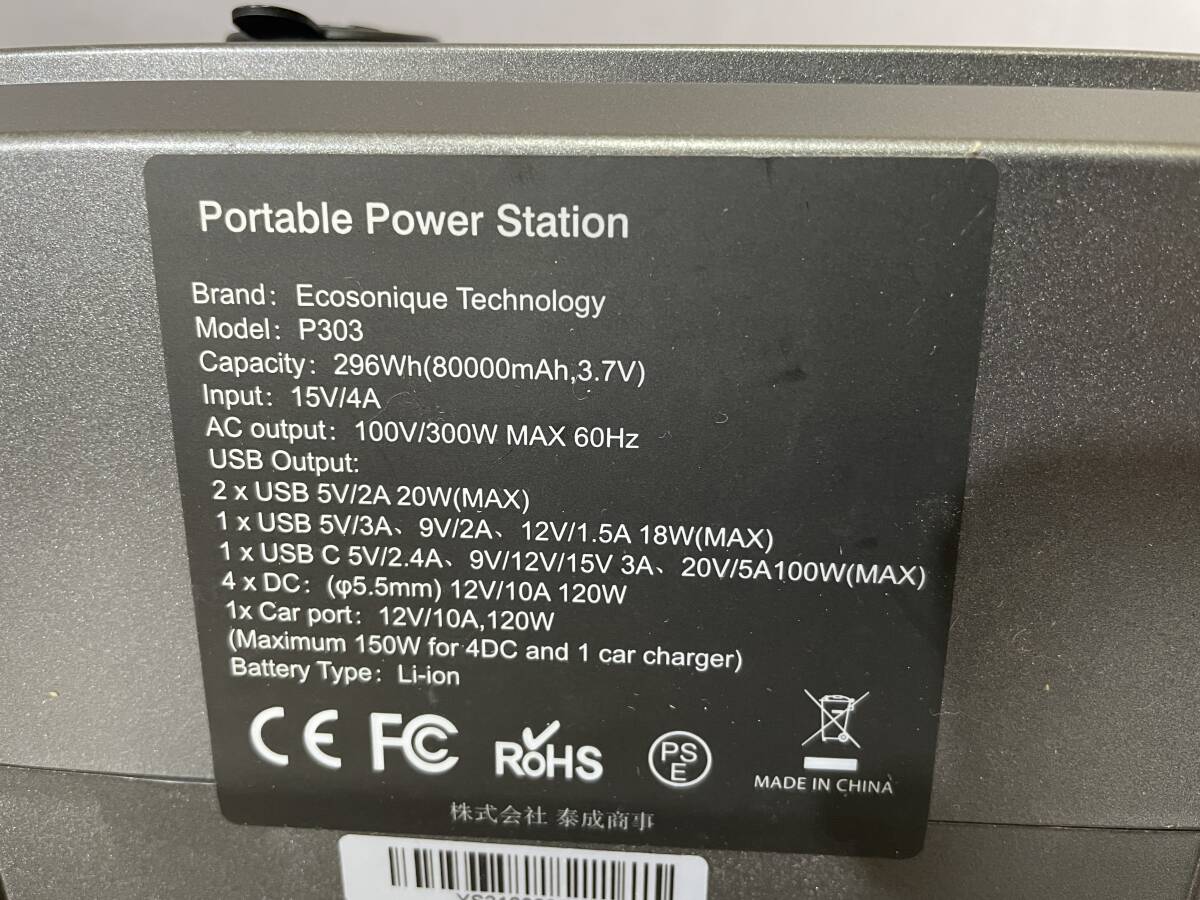 Portable Power Station
Brand: Ecosonique Technology
Model: P303
Capacity: 296Wh(80000mAh,3.7V)
Input: 15V/4A
AC output: 100V/300W MAX 60Hz
USB Output:
2 x USB 5V/2A 20W(MAX)
1 x USB 5V/3A、9V/2A、12V/1.5A 18W(MAX)
1 x USB C 5V/2.4A、9V/12V/15V 3A、20V/5A100W(MAX)
4 x DC: (φ5.5mm) 12V/10A 120W
1x Car port: 12V/10A,120W
(Maximum 150W for 4DC and 1 car charger)
Battery Type: Li-ion
CE FC RoHS PSE
MADE IN CHINA
株式会社 泰成商事